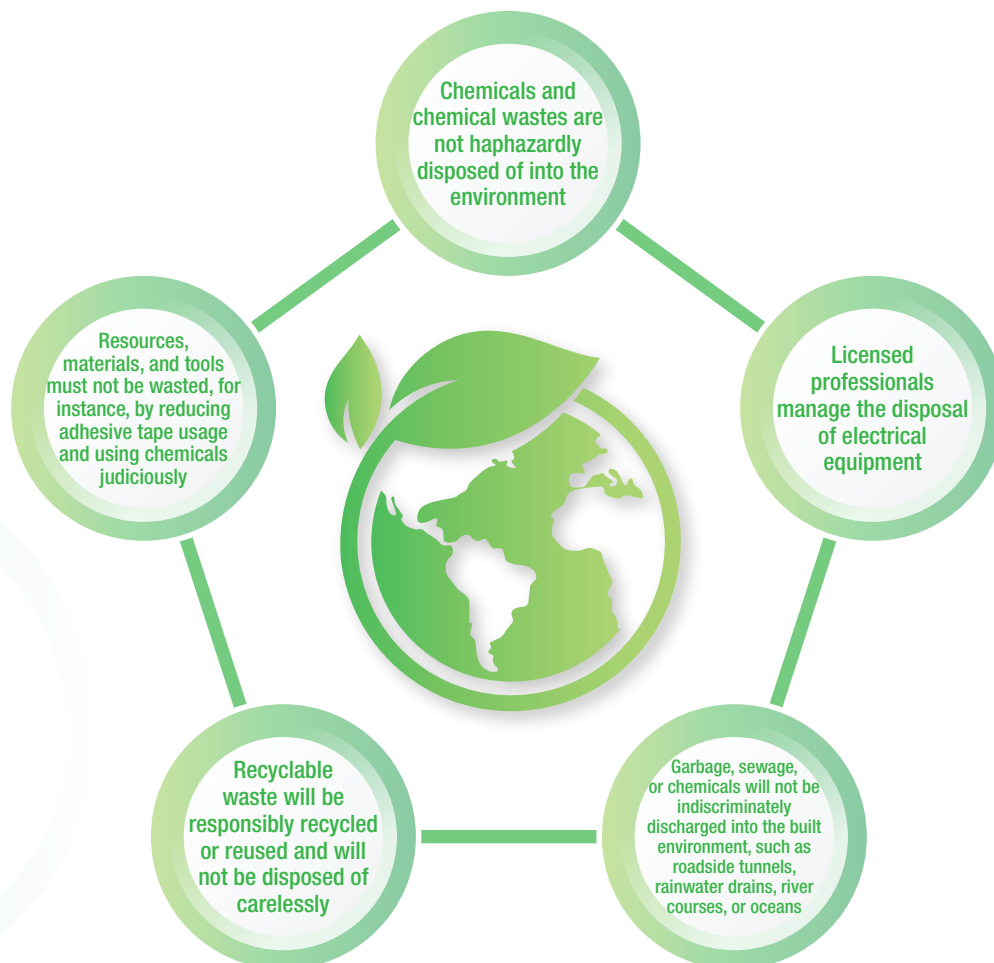 Chemicals and
chemical wastes are
not haphazardly
disposed of into the
environment
Resources,
materials, and tools
must not be wasted, for
instance, by reducing
adhesive tape usage
and using chemicals
judiciously
Licensed
professionals
manage the disposal
of electrical
equipment
Recyclable
waste will be
responsibly recycled
or reused and will
not be disposed of
carelessly
Garbage, sewage,
or chemicals will not be
indiscriminately
discharged into the built
environment, such as
roadside tunnels,
rainwater drains, river
courses, or oceans